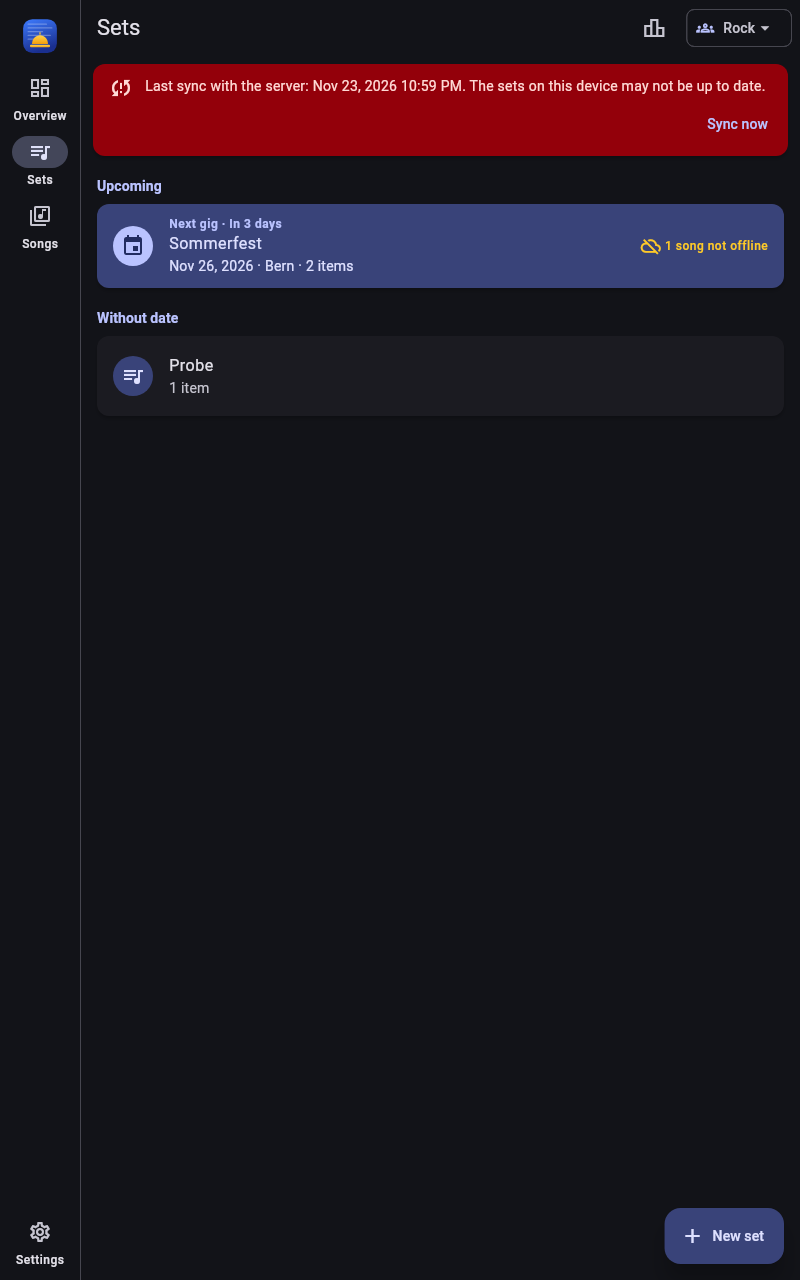 Sets
Rock
Last sync with the server: Nov 23, 2026 10:59 PM. The sets on this device may not be up to date.
Sync now
Overview
Sets
Songs
Upcoming
Next gig · In 3 days
Sommerfest
Nov 26, 2026 · Bern · 2 items
1 song not offline
Without date
Probe
1 item
Settings
New set